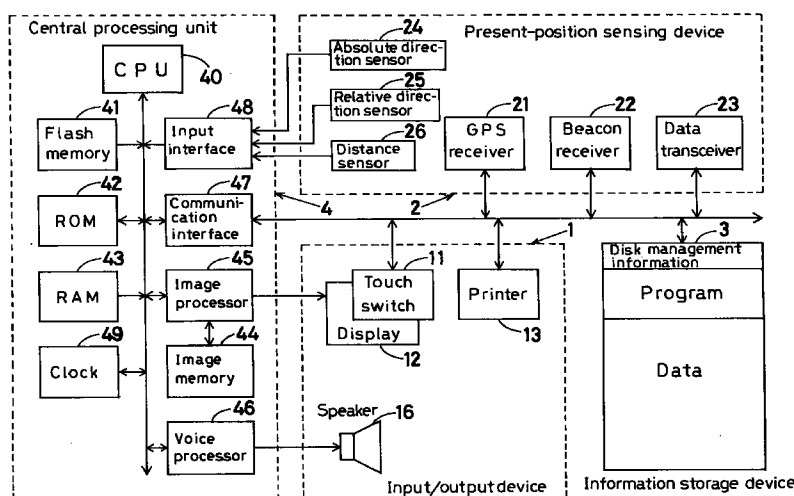 Central processing unit
CPU
40
41
Flash
memory
48
Input
interface
42
ROM
47
Communi-
cation
interface
43
RAM
45
Image
processor
49
Clock
44
Image
memory
46
Voice
processor
4
24
Absolute direc-
tion sensor
25
Relative direc-
tion sensor
26
Distance
sensor
Present-position sensing device
21
GPS
receiver
22
Beacon
receiver
23
Data
transceiver
2
1
11
Touch
switch
Display
12
Printer
13
Speaker
16
Input/output device
3
Disk management
information
Program
Data
Information storage device